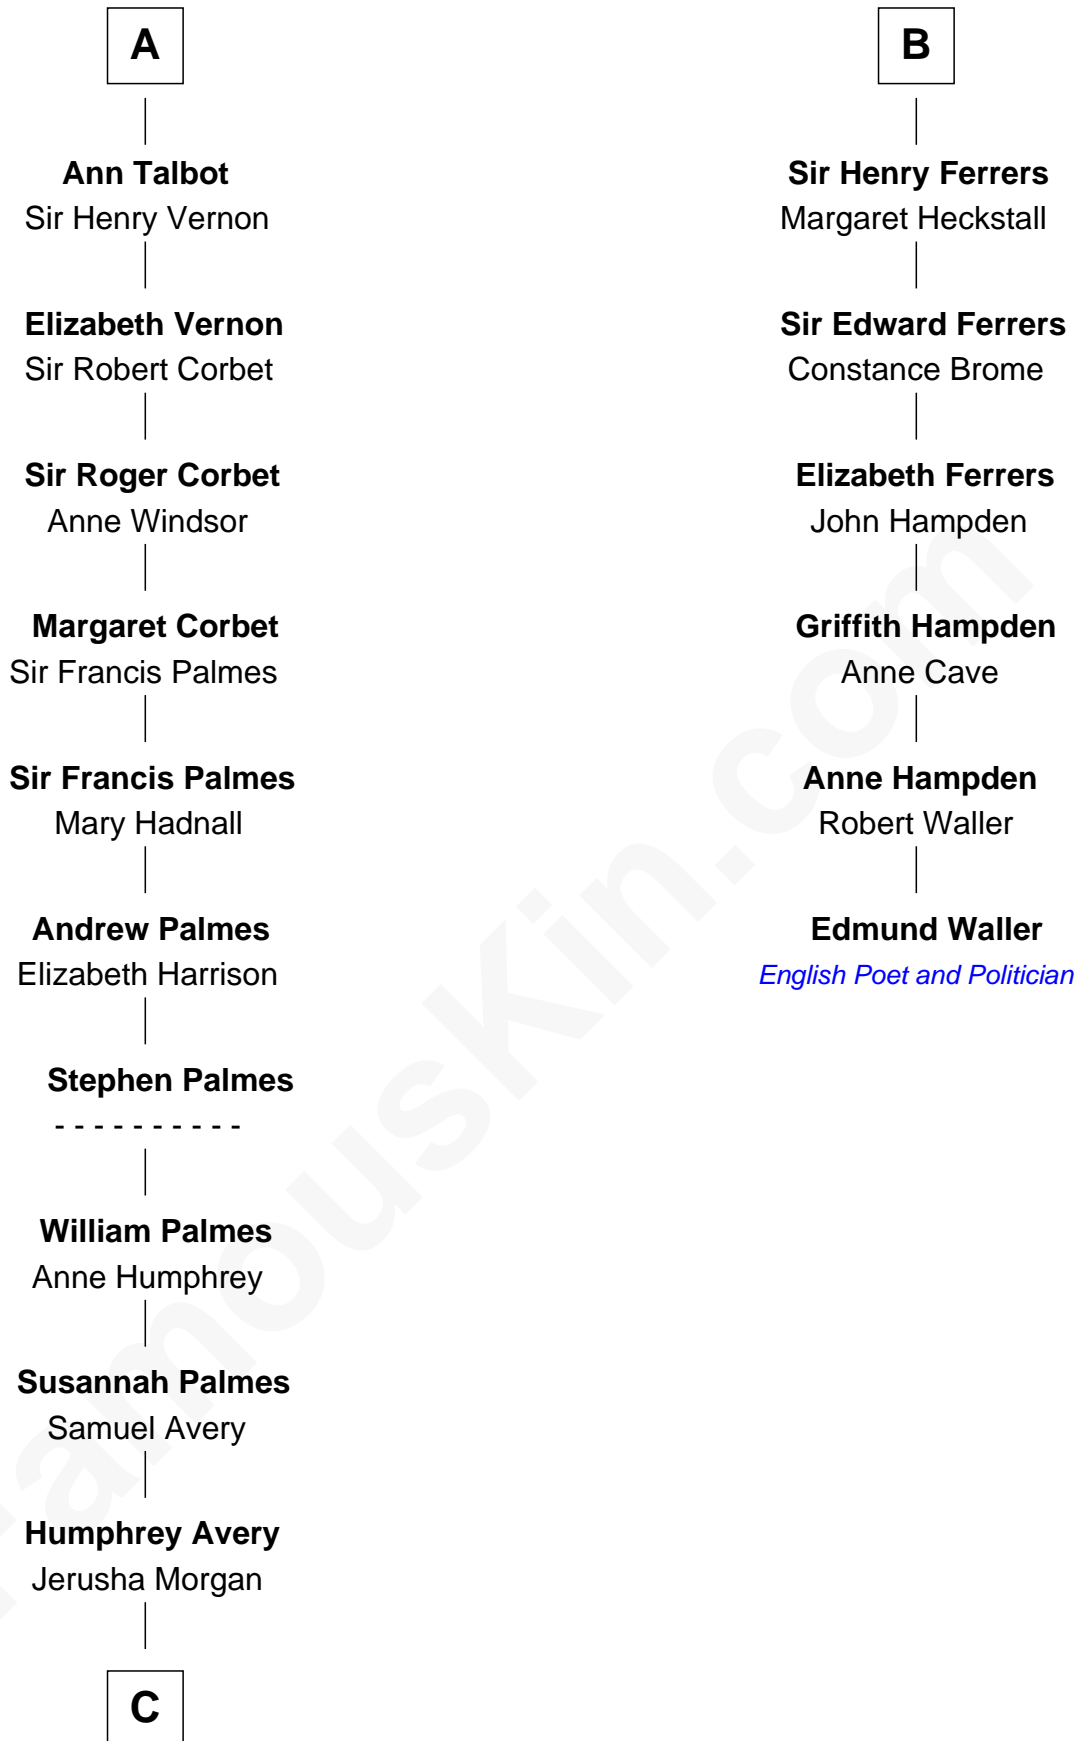 A
Ann Talbot
Sir Henry Vernon
Elizabeth Vernon
Sir Robert Corbet
Sir Roger Corbet
Anne Windsor
Margaret Corbet
Sir Francis Palmes
Sir Francis Palmes
Mary Hadnall
Andrew Palmes
Elizabeth Harrison
Stephen Palmes
- - - - - - - - - -
William Palmes
Anne Humphrey
Susannah Palmes
Samuel Avery
Humphrey Avery
Jerusha Morgan
C
B
Sir Henry Ferrers
Margaret Heckstall
Sir Edward Ferrers
Constance Brome
Elizabeth Ferrers
John Hampden
Griffith Hampden
Anne Cave
Anne Hampden
Robert Waller
Edmund Waller
English Poet and Politician
FamousKin.com